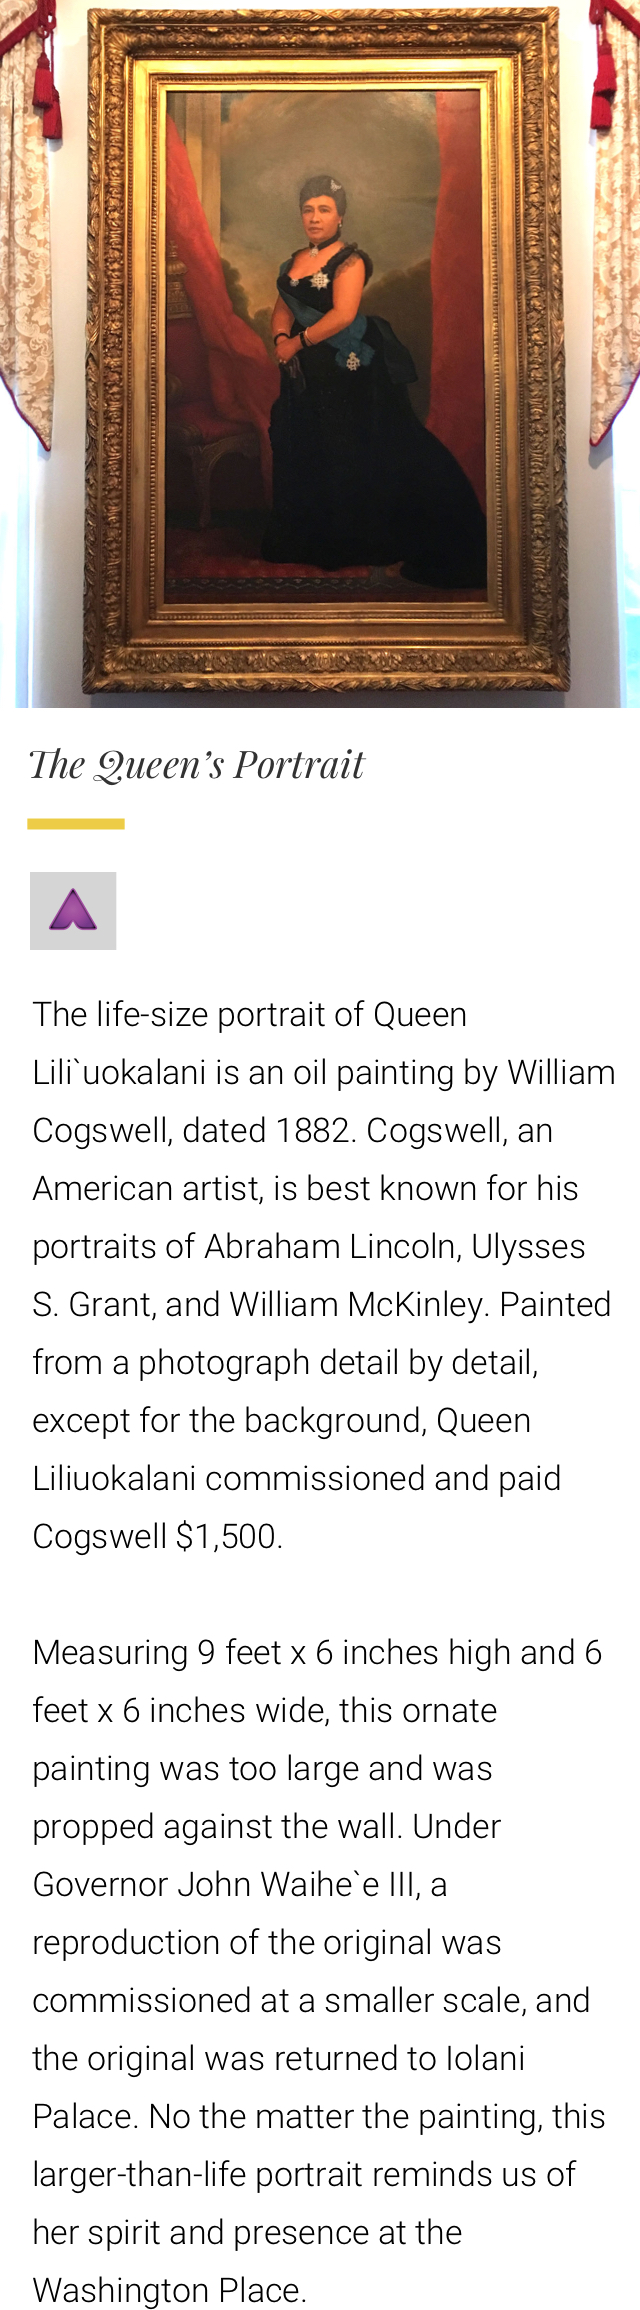 The Queen’s Portrait
The life-size portrait of Queen
Lili`uokalani is an oil painting by William
Cogswell, dated 1882. Cogswell, an
American artist, is best known for his
portraits of Abraham Lincoln, Ulysses
S. Grant, and William McKinley. Painted
from a photograph detail by detail,
except for the background, Queen
Liliuokalani commissioned and paid
Cogswell $1,500.
Measuring 9 feet x 6 inches high and 6
feet x 6 inches wide, this ornate
painting was too large and was
propped against the wall. Under
Governor John Waihe`e III, a
reproduction of the original was
commissioned at a smaller scale, and
the original was returned to Iolani
Palace. No the matter the painting, this
larger-than-life portrait reminds us of
her spirit and presence at the
Washington Place.